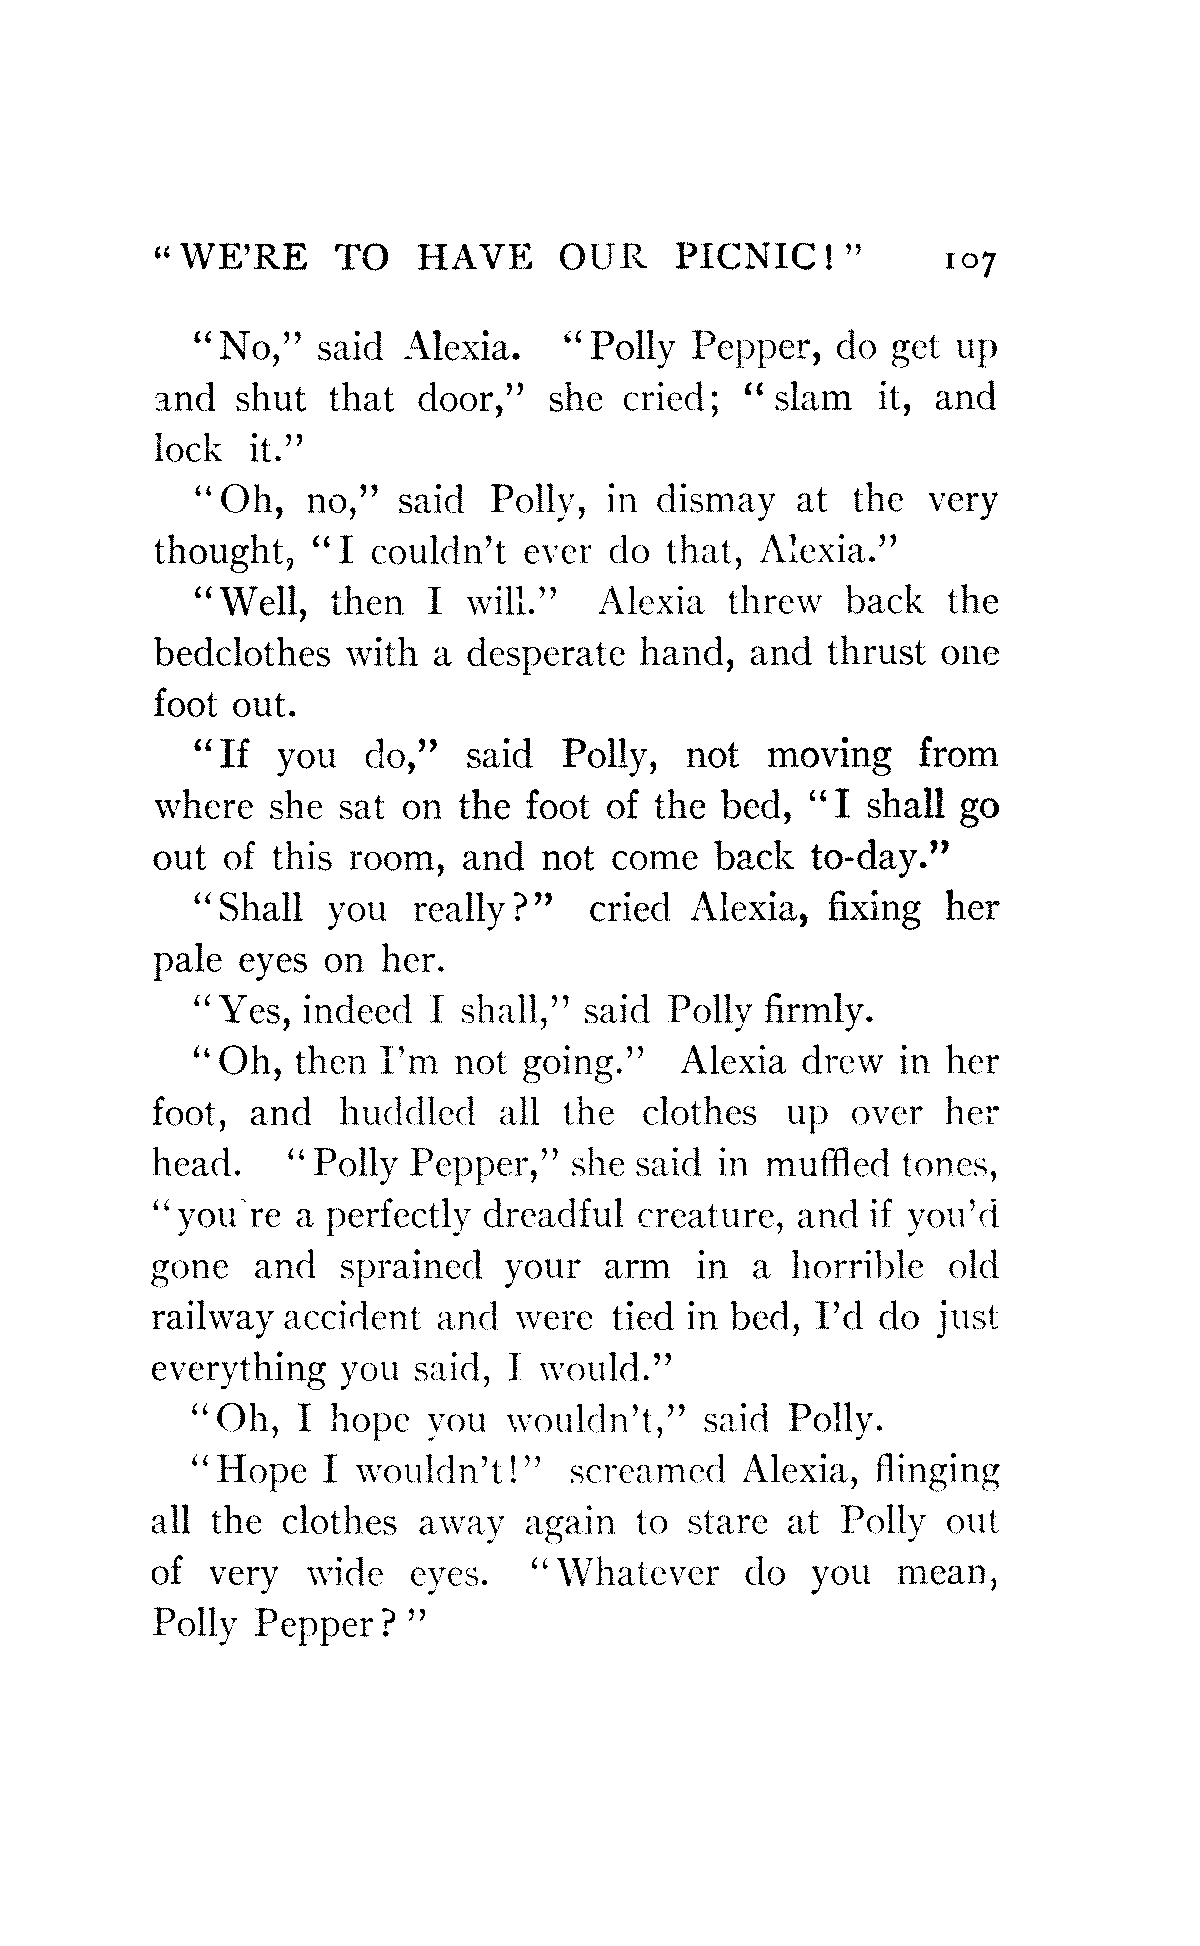 “WE’RE TO HAVE OUR PICNIC!” 107
“No,” said Alexia. “Polly Pepper, do get up
and shut that door,” she cried; “slam it, and
lock it.”
“Oh, no,” said Polly, in dismay at the very
thought, “I couldn’t ever do that, Alexia.”
“Well, then I will.” Alexia threw back the
bedclothes with a desperate hand, and thrust one
foot out.
“If you do,” said Polly, not moving from
where she sat on the foot of the bed, “I shall go
out of this room, and not come back to-day.”
“Shall you really?” cried Alexia, fixing her
pale eyes on her.
“Yes, indeed I shall,” said Polly firmly.
“Oh, then I’m not going.” Alexia drew in her
foot, and huddled all the clothes up over her
head. “Polly Pepper,” she said in muffled tones,
“you’re a perfectly dreadful creature, and if you’d
gone and sprained your arm in a horrible old
railway accident and were tied in bed, I’d do just
everything you said, I would.”
“Oh, I hope you wouldn’t,” said Polly.
“Hope I wouldn’t!” screamed Alexia, flinging
all the clothes away again to stare at Polly out
of very wide eyes. “Whatever do you mean,
Polly Pepper?”